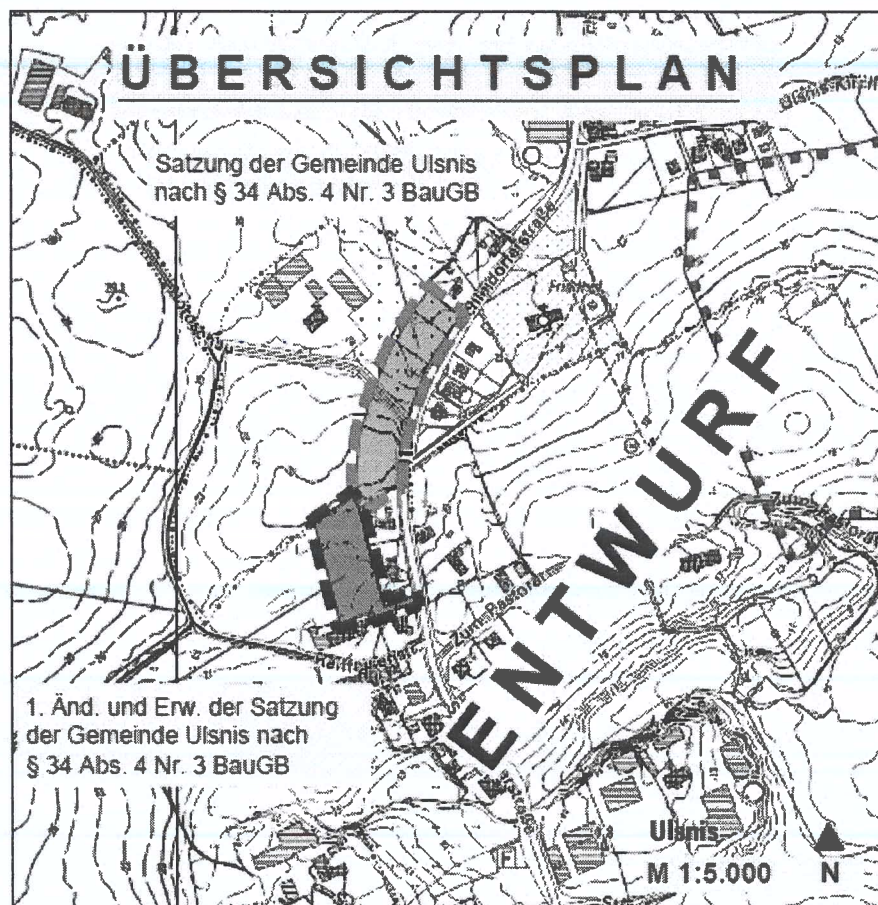 ÜBERSICHTSPLAN
Satzung der Gemeinde Ulsnis
nach § 34 Abs. 4 Nr. 3 BauGB
Friedhof
ENTWURF
1. Änd. und Erw. der Satzung
der Gemeinde Ulsnis nach
§ 34 Abs. 4 Nr. 3 BauGB
Ulsnis
M 1:5.000
N